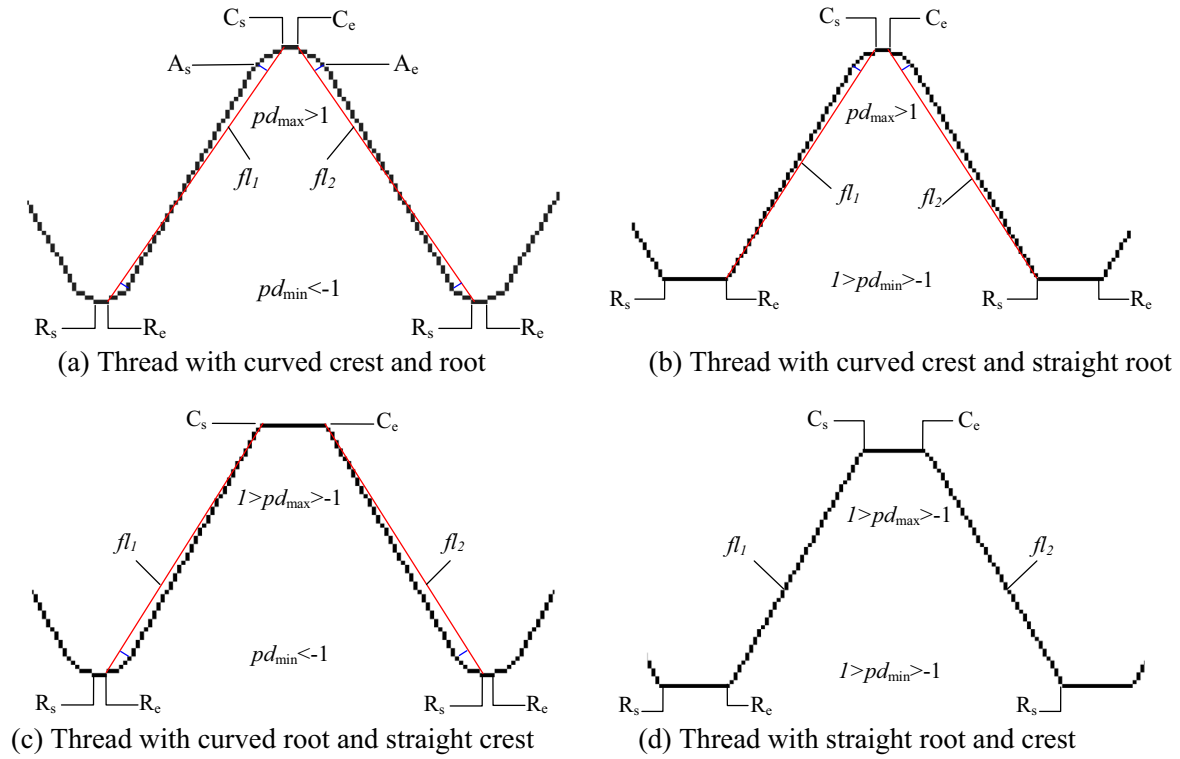 Cs Ce
As Ae
pdmax>1
fl1 fl2
pdmin<-1
Rs Re Rs Re
(a) Thread with curved crest and root
Cs Ce
pdmax>1
fl1 fl2
1>pdmin>-1
Rs Re Rs Re
(b) Thread with curved crest and straight root
Cs Ce
1>pdmax>-1
fl1 fl2
pdmin<-1
Rs Re Rs Re
(c) Thread with curved root and straight crest
Cs Ce
1>pdmax>-1
fl1 fl2
1>pdmin>-1
Rs Re Rs
(d) Thread with straight root and crest